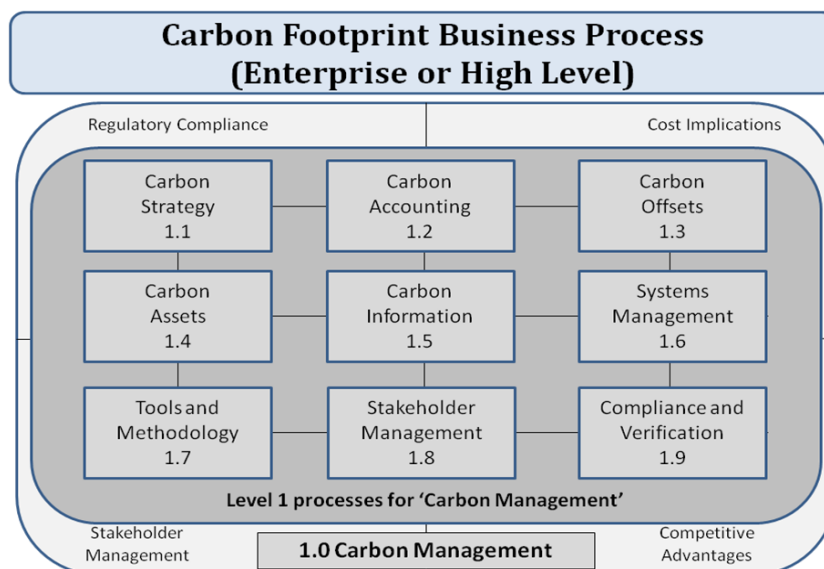 Carbon Footprint Business Process
(Enterprise or High Level)
Regulatory Compliance
Cost Implications
Carbon
Strategy
1.1
Carbon
Accounting
1.2
Carbon
Offsets
1.3
Carbon
Assets
1.4
Carbon
Information
1.5
Systems
Management
1.6
Tools and
Methodology
1.7
Stakeholder
Management
1.8
Compliance and
Verification
1.9
Level 1 processes for ‘Carbon Management’
Stakeholder
Management
1.0 Carbon Management
Competitive
Advantages